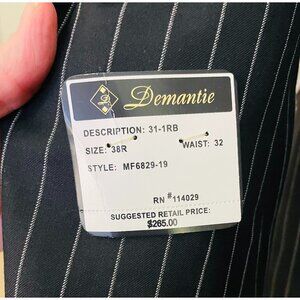 Demantie
DESCRIPTION: 31-1RB
SIZE: 38R WAIST: 32
STYLE: MF6829-19
RN #114029
SUGGESTED RETAIL PRICE:
$265.00